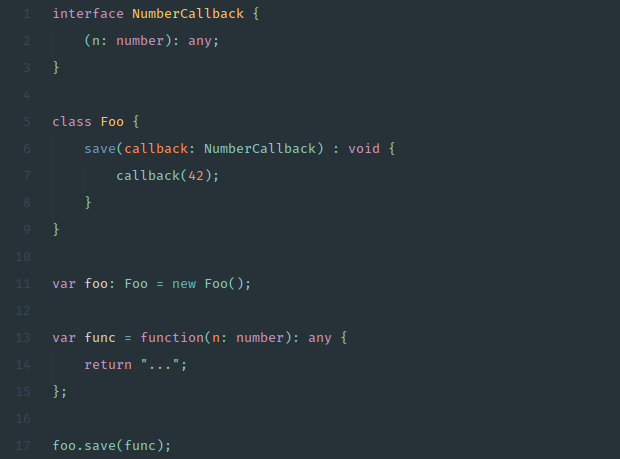 1 interface NumberCallback {
2     (n: number): any;
3 }
4
5 class Foo {
6     save(callback: NumberCallback) : void {
7         callback(42);
8     }
9 }
10
11 var foo: Foo = new Foo();
12
13 var func = function(n: number): any {
14     return "...";
15 };
16
17 foo.save(func);